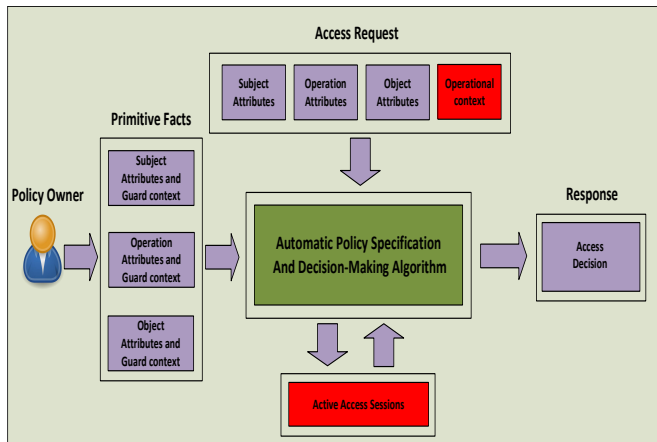 Access Request
Subject
Attributes
Operation
Attributes
Object
Attributes
Operational
context
Primitive Facts
Subject
Attributes and
Guard context
Operation
Attributes and
Guard context
Object
Attributes and
Guard context
Policy Owner
Automatic Policy Specification
And Decision-Making Algorithm
Response
Access
Decision
Active Access Sessions